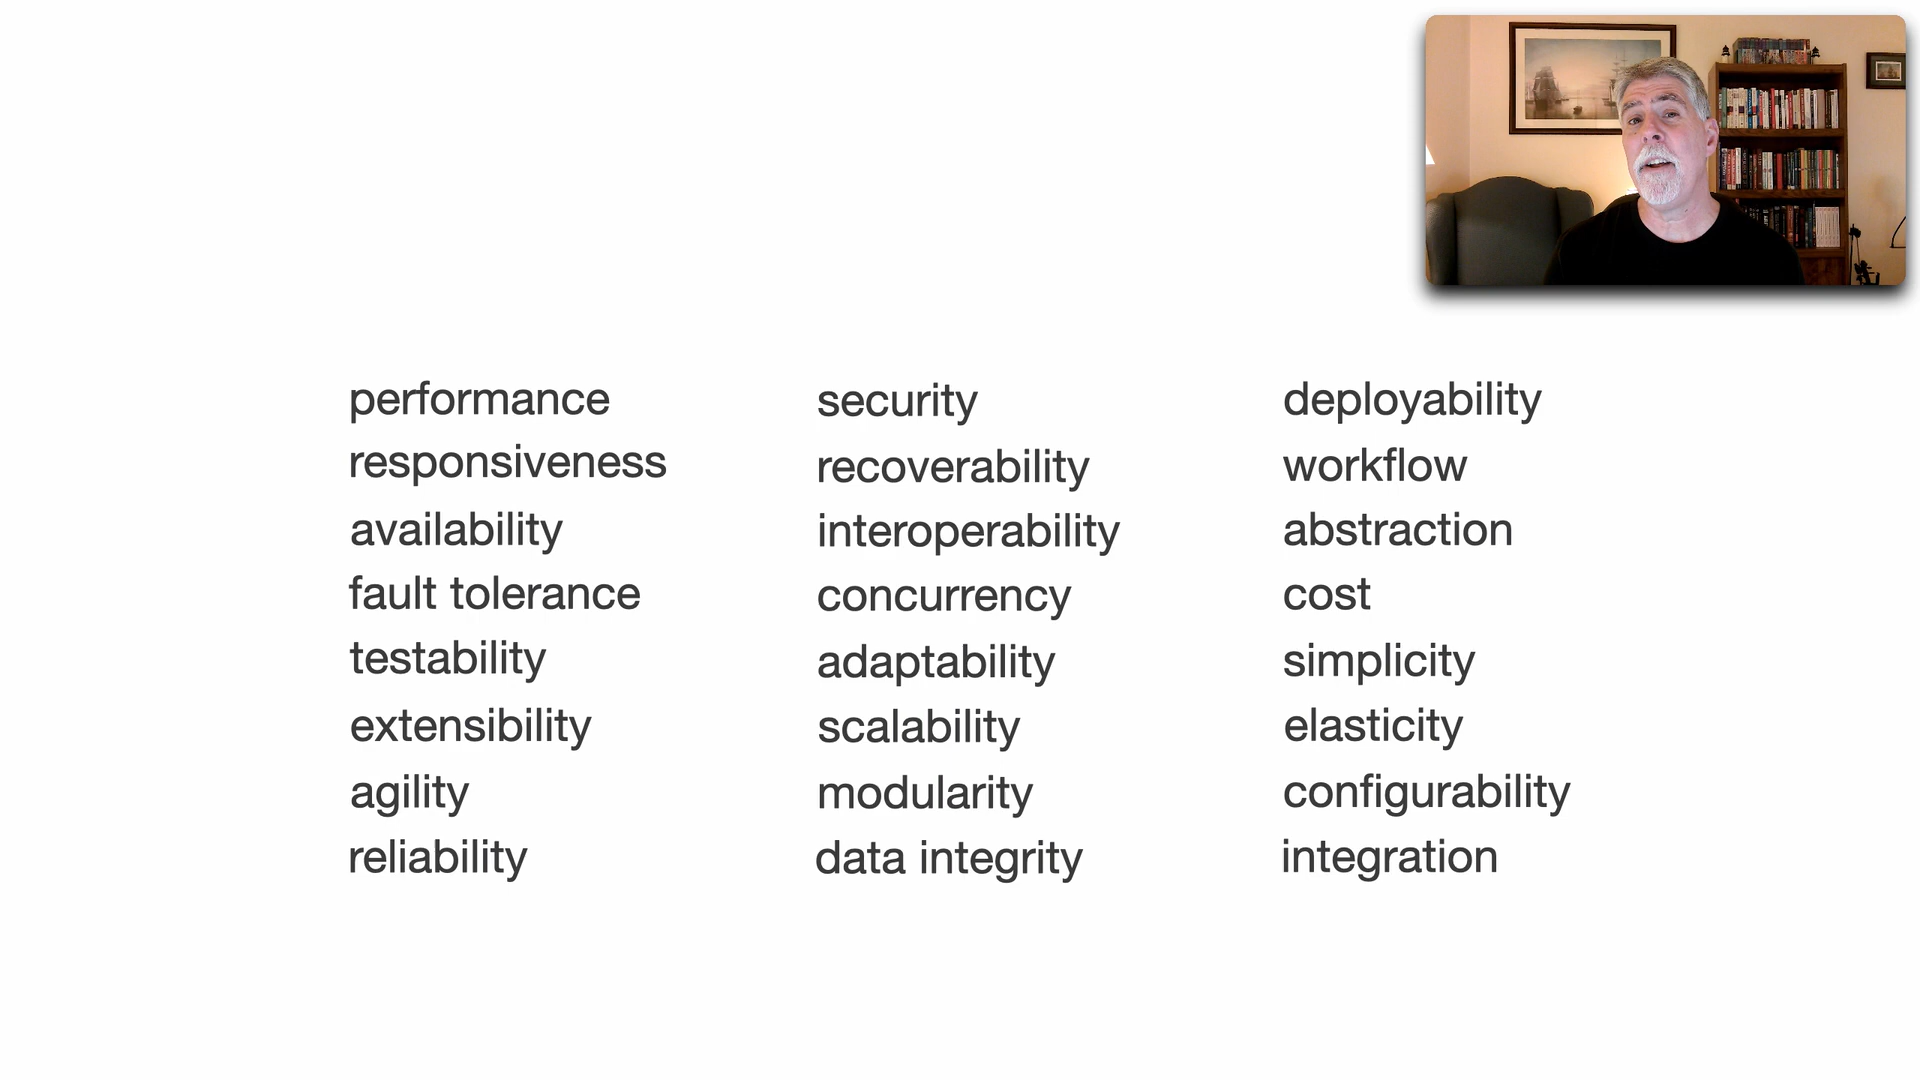 performance
responsiveness
availability
fault tolerance
testability
extensibility
agility
reliability
security
recoverability
interoperability
concurrency
adaptability
scalability
modularity
data integrity
deployability
workflow
abstraction
cost
simplicity
elasticity
configurability
integration